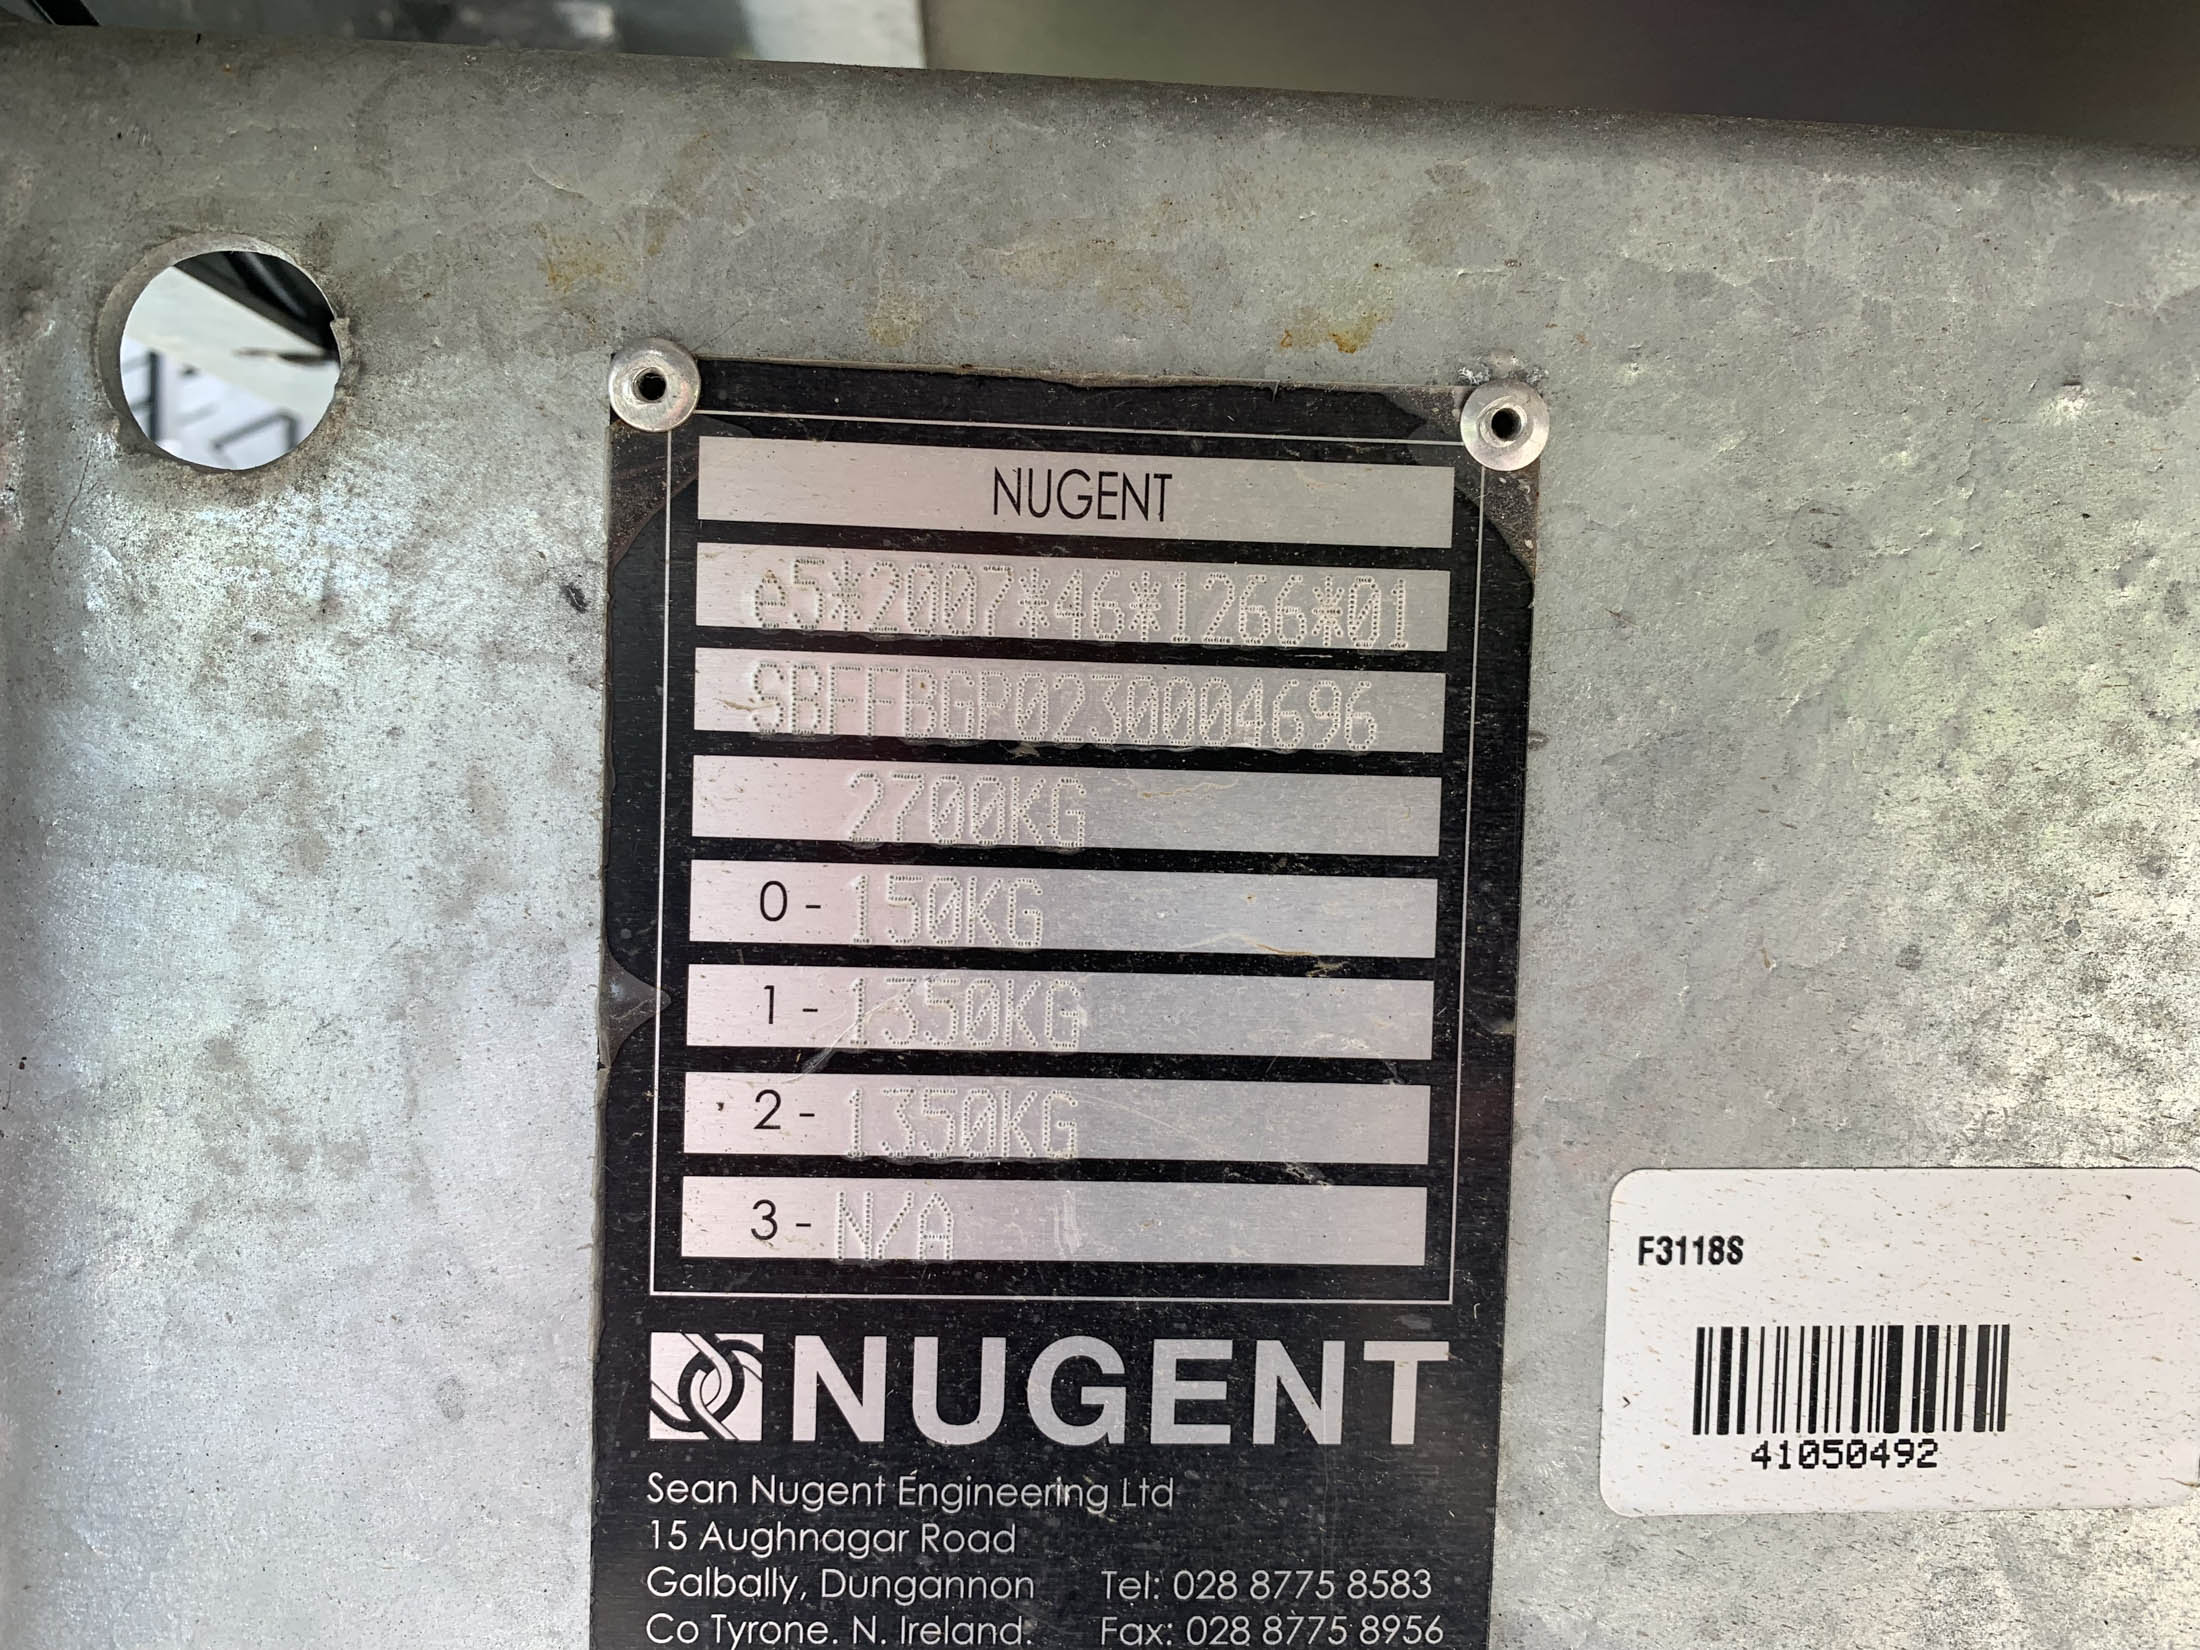 NUGENT
e5*2007*46*1266*01
SBFFBGR0230004696
2700KG
0 - 150KG
1 - 1350KG
2 - 1350KG
3 - N/A
NUGENT
Sean Nugent Engineering Ltd
15 Aughnagar Road
Galbally, Dungannon Tel: 028 8775 8583
Co Tyrone. N. Ireland. Fax: 028 8775 8956
F3118S
41050492